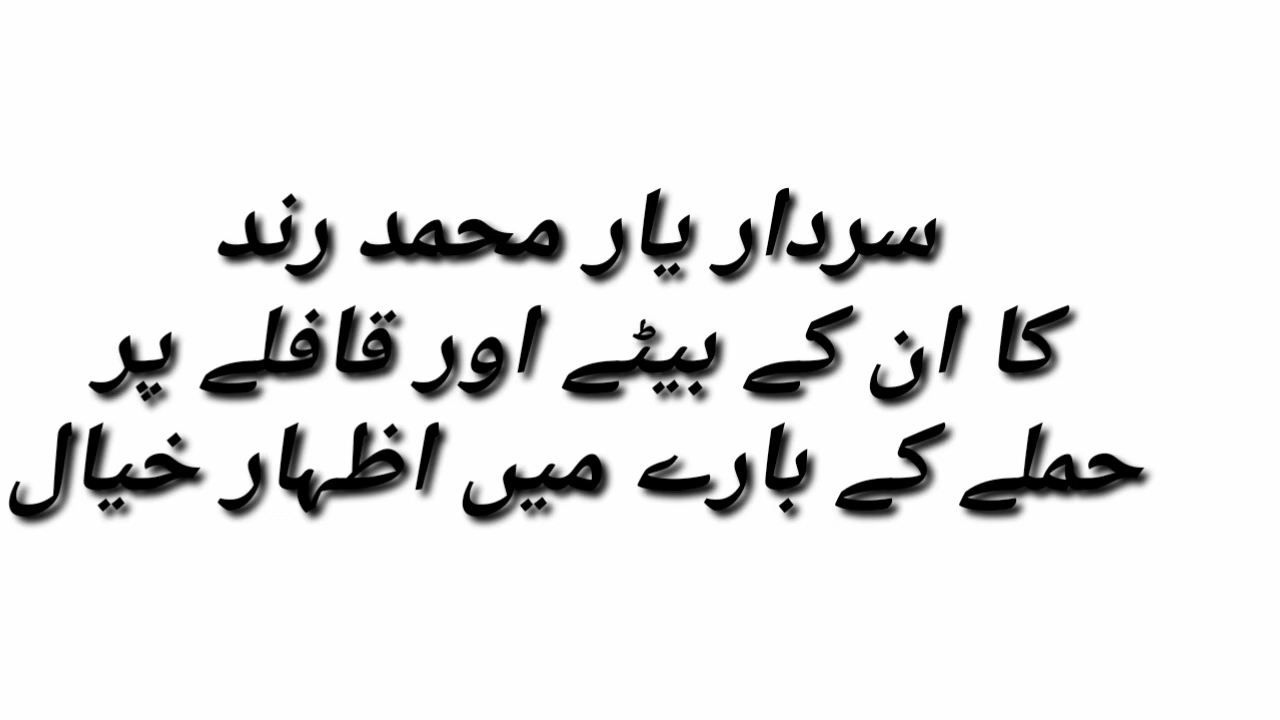 سردار یار محمد رند
کا ان کے بیٹے اور قافلے پر
حملے کے بارے میں اظہار خیال